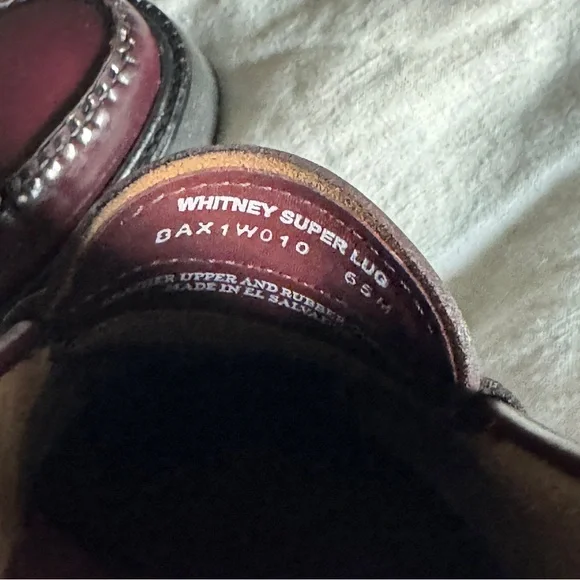 WHITNEY SUPER LUG
BAX1W010 65M
UPPER AND RUBBER
MADE IN EL